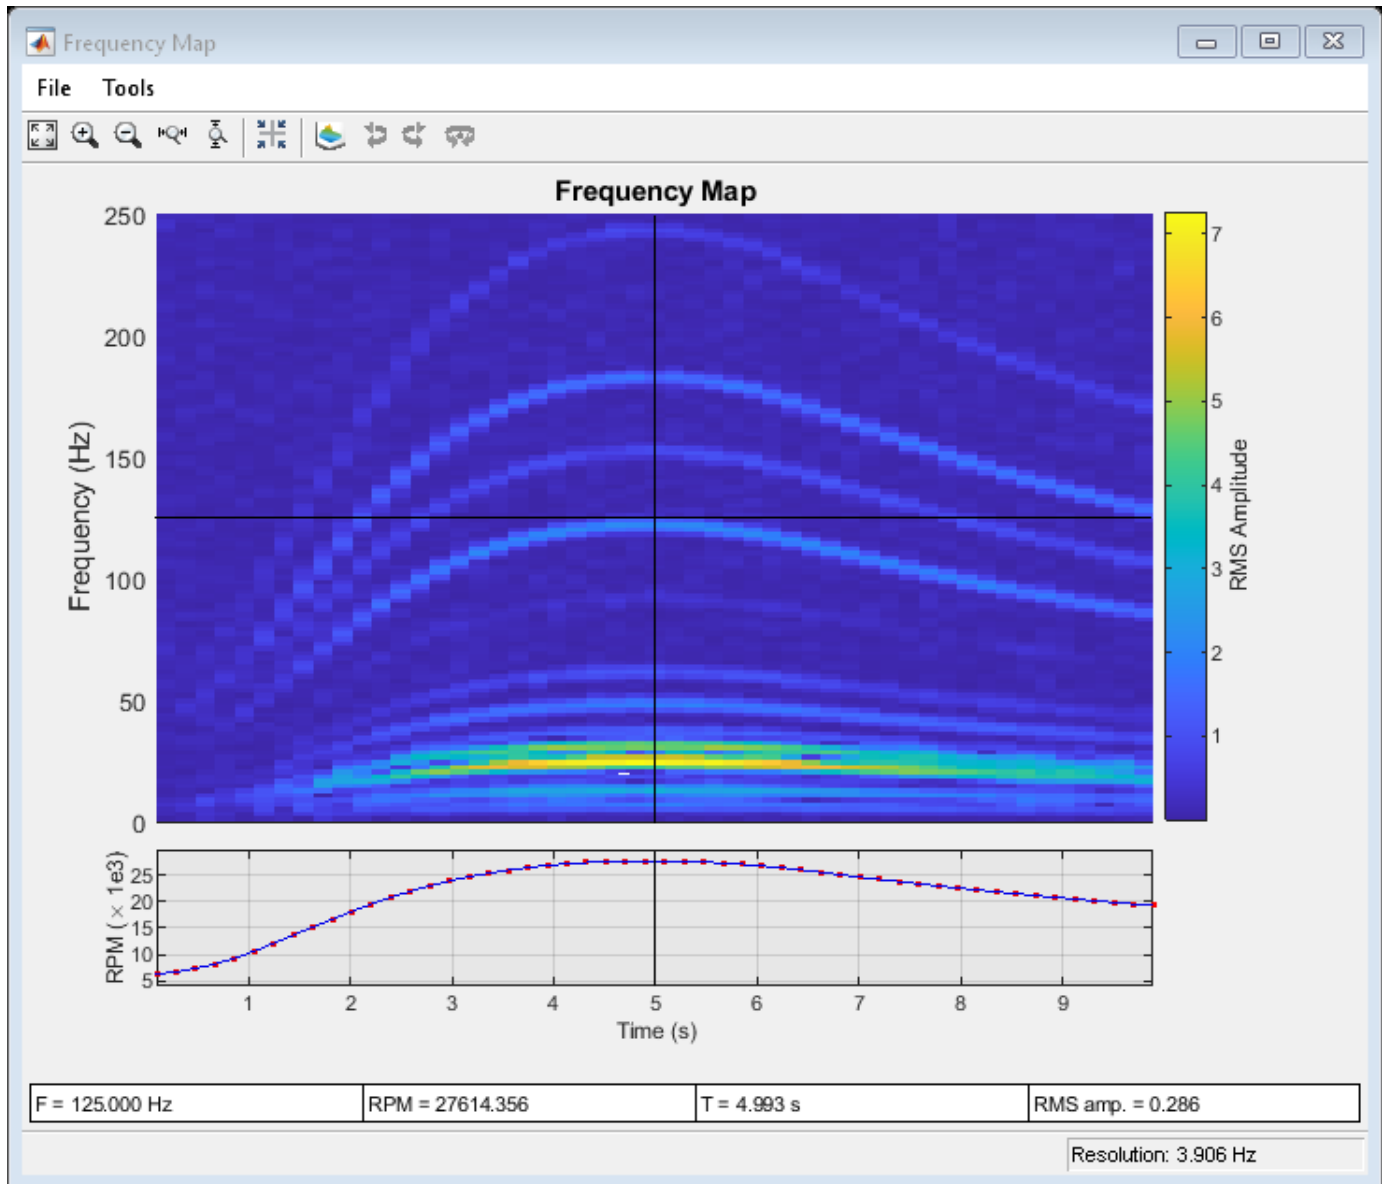 Frequency Map
File Tools
Frequency Map
250
200
150
100
50
0
Frequency (Hz)
7
6
5
4
3
2
1
RMS Amplitude
25
20
15
10
5
RPM ( × 1e3)
1 2 3 4 5 6 7 8 9
Time (s)
F = 125.000 Hz RPM = 27614.356 T = 4.993 s RMS amp. = 0.286
Resolution: 3.906 Hz